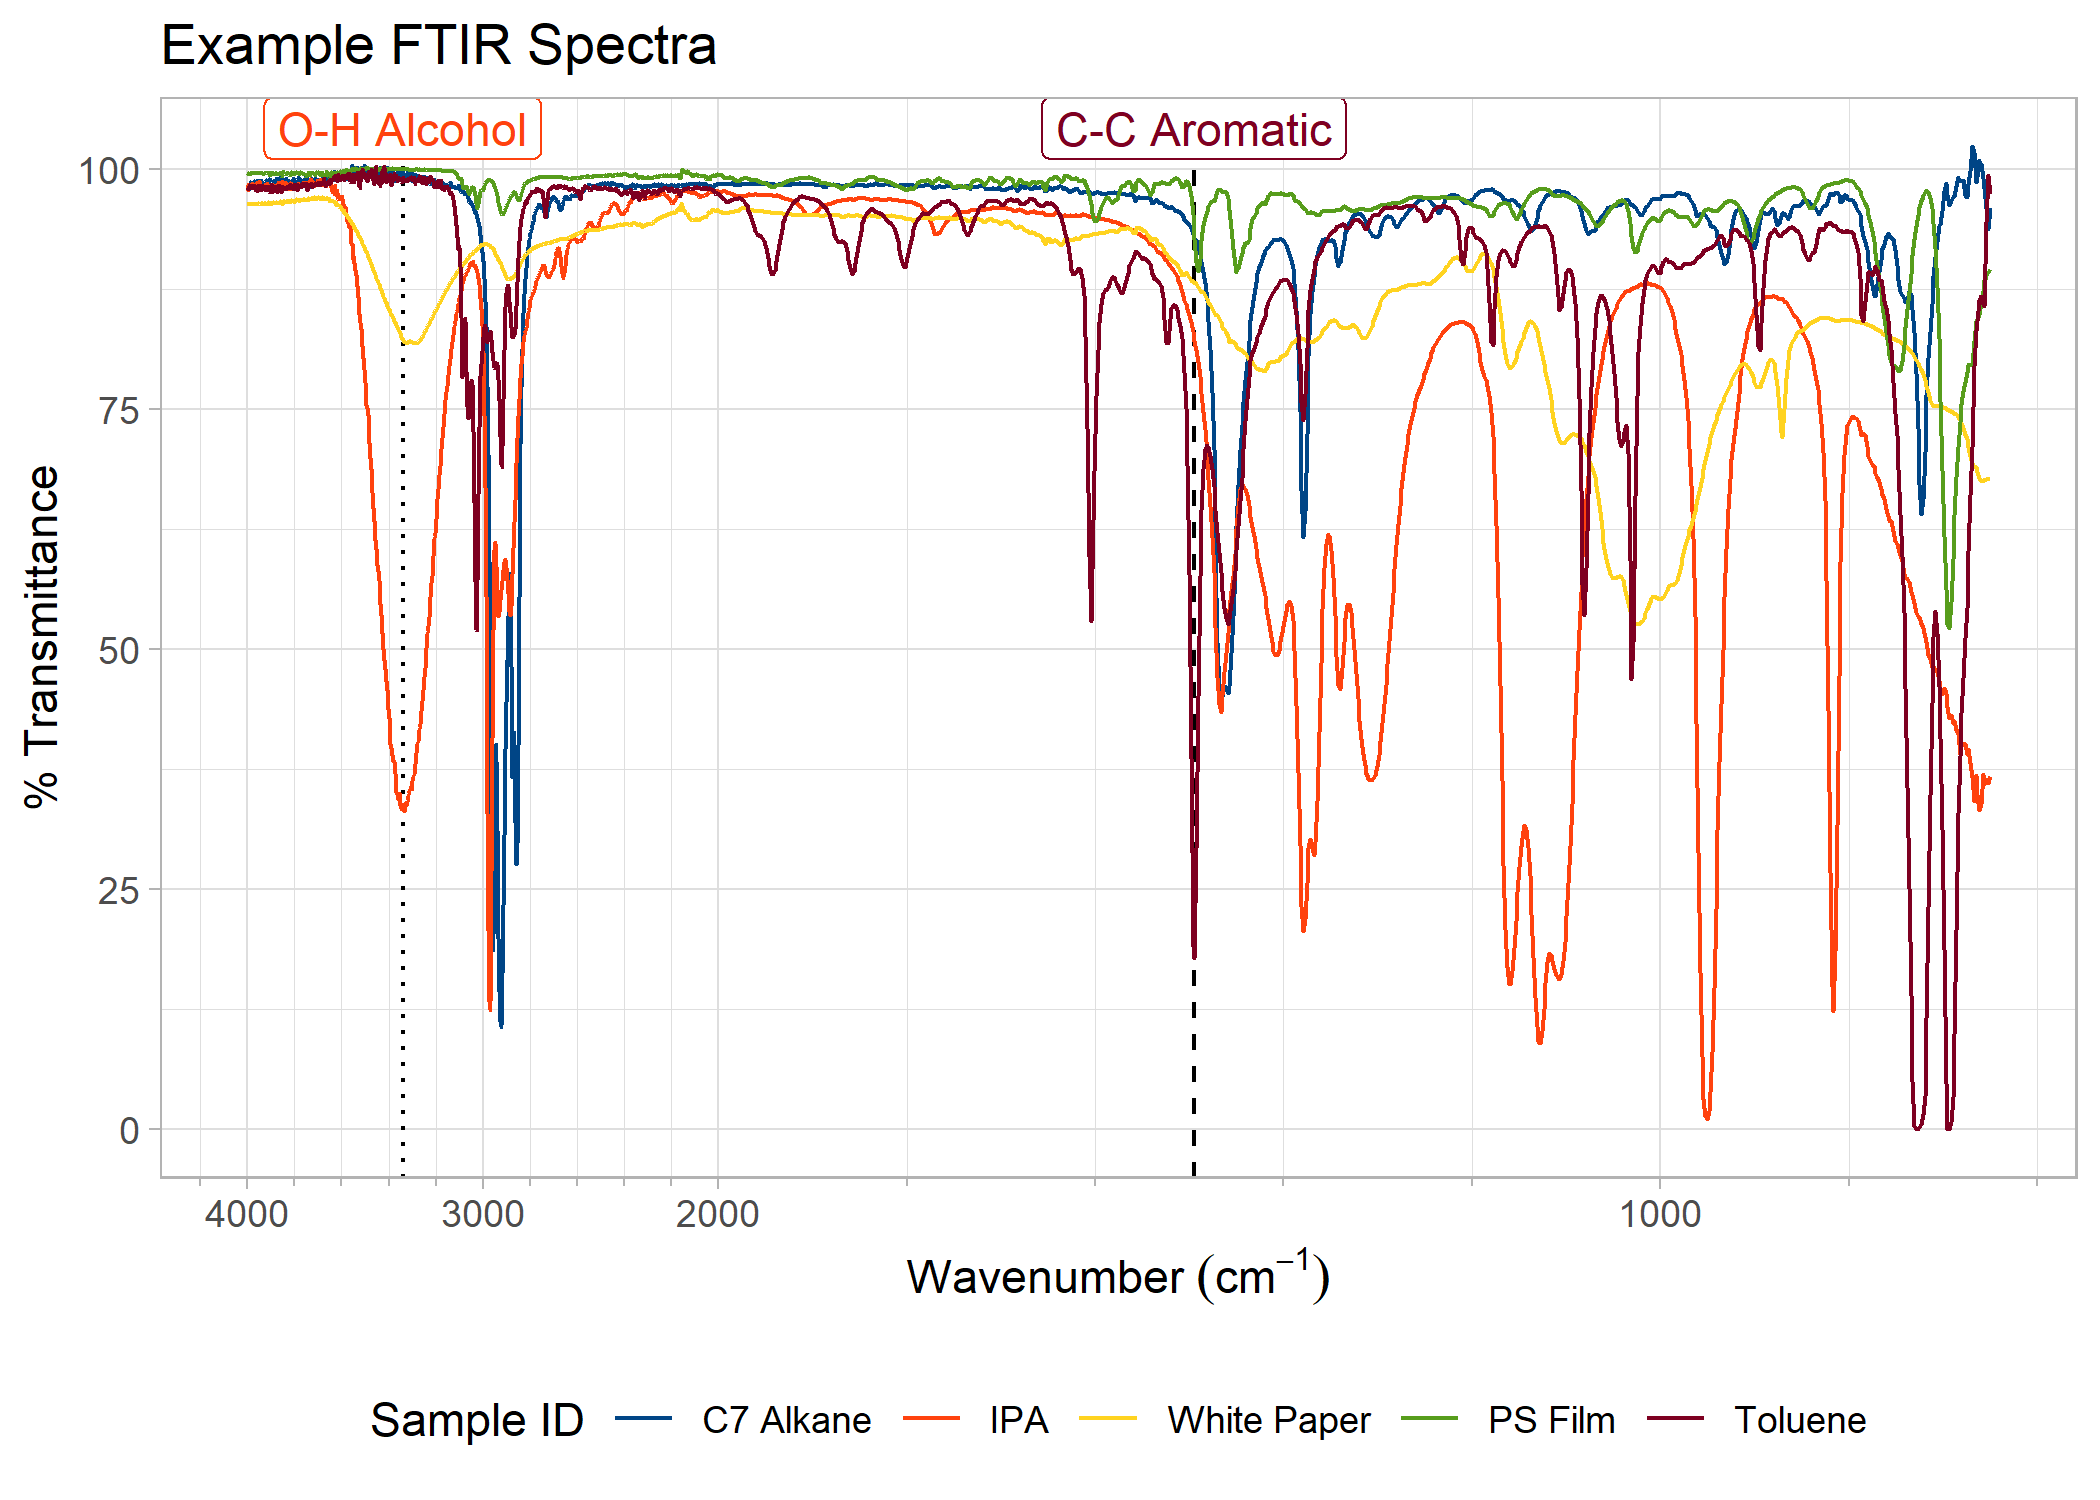 Example FTIR Spectra
O-H Alcohol
C-C Aromatic
100
75
50
25
0
% Transmittance
4000 3000 2000 1000
Wavenumber (cm⁻¹)
Sample ID C7 Alkane IPA White Paper PS Film Toluene